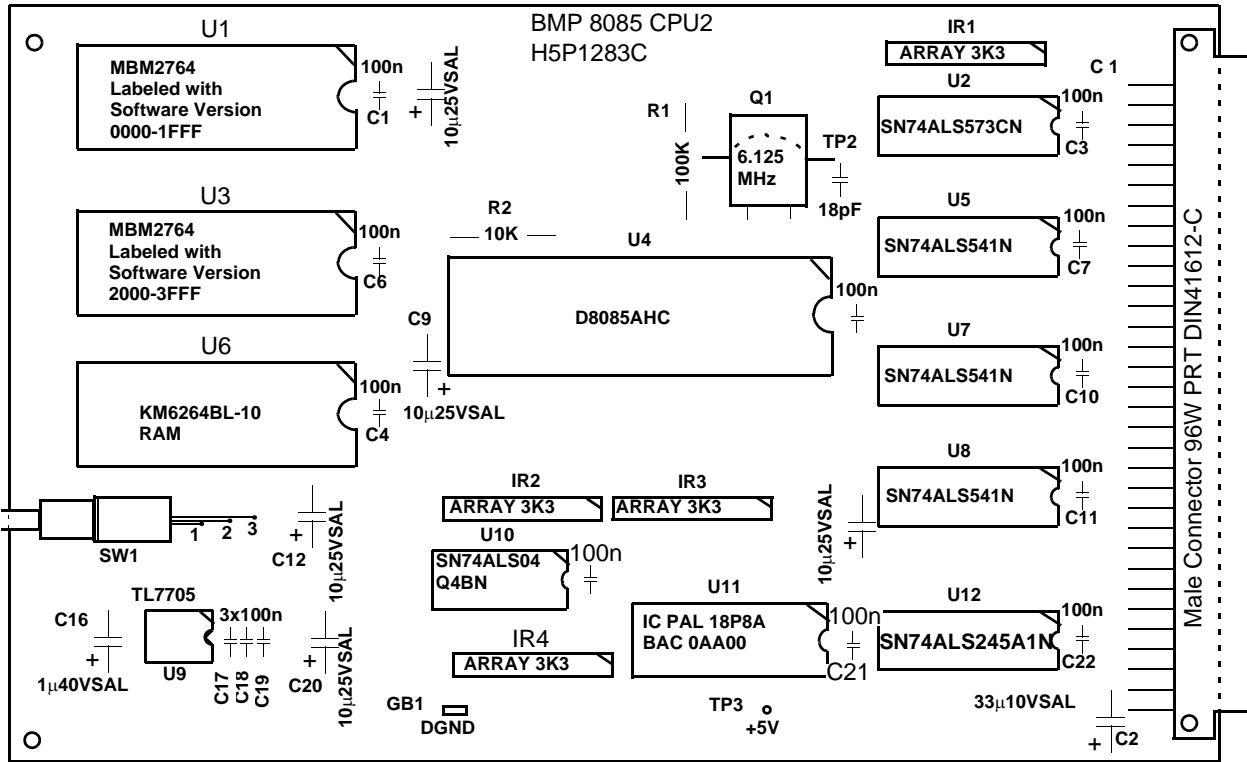 BMP 8085 CPU2
H5P1283C
U1
MBM2764
Labeled with
Software Version
0000-1FFF
100n
C1
10µ25VSAL
+
R1
100K
Q1
6.125
MHz
TP2
18pF
IR1
ARRAY 3K3
C 1
U2
SN74ALS573CN
100n
C3
U3
MBM2764
Labeled with
Software Version
2000-3FFF
100n
C6
R2
10K
U4
D8085AHC
100n
U5
SN74ALS541N
100n
C7
U6
KM6264BL-10
RAM
100n
C4
C9
+
10µ25VSAL
U7
SN74ALS541N
100n
C10
U8
SN74ALS541N
100n
C11
10µ25VSAL
+
IR2
ARRAY 3K3
IR3
ARRAY 3K3
SW1
1 2 3
C12
+
10µ25VSAL
U10
SN74ALS04
Q4BN
100n
U11
IC PAL 18P8A
BAC 0AA00
100n
C21
U12
SN74ALS245A1N
100n
C22
TL7705
U9
3x100n
C17
C18
C19
C16
+
1µ40VSAL
C20
+
10µ25VSAL
IR4
ARRAY 3K3
GB1
DGND
TP3
+5V
33µ10VSAL
+
C2
Male Connector 96W PRT DIN41612-C